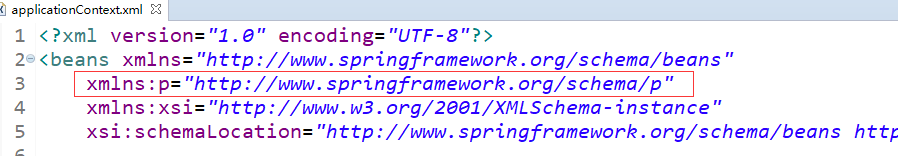 applicationContext.xml
1 <?xml version="1.0" encoding="UTF-8"?>
2 <beans xmlns="http://www.springframework.org/schema/beans"
3 xmlns:p="http://www.springframework.org/schema/p"
4 xmlns:xsi="http://www.w3.org/2001/XMLSchema-instance"
5 xsi:schemaLocation="http://www.springframework.org/schema/beans
6